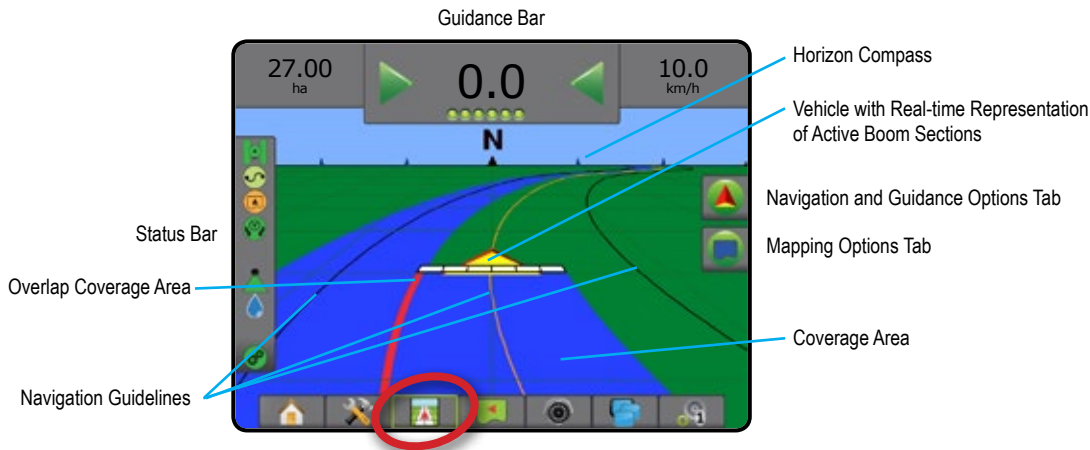 Guidance Bar
27.00
ha
0.0
10.0
km/h
N
Horizon Compass
Vehicle with Real-time Representation
of Active Boom Sections
Navigation and Guidance Options Tab
Mapping Options Tab
Status Bar
Overlap Coverage Area
Coverage Area
Navigation Guidelines
1